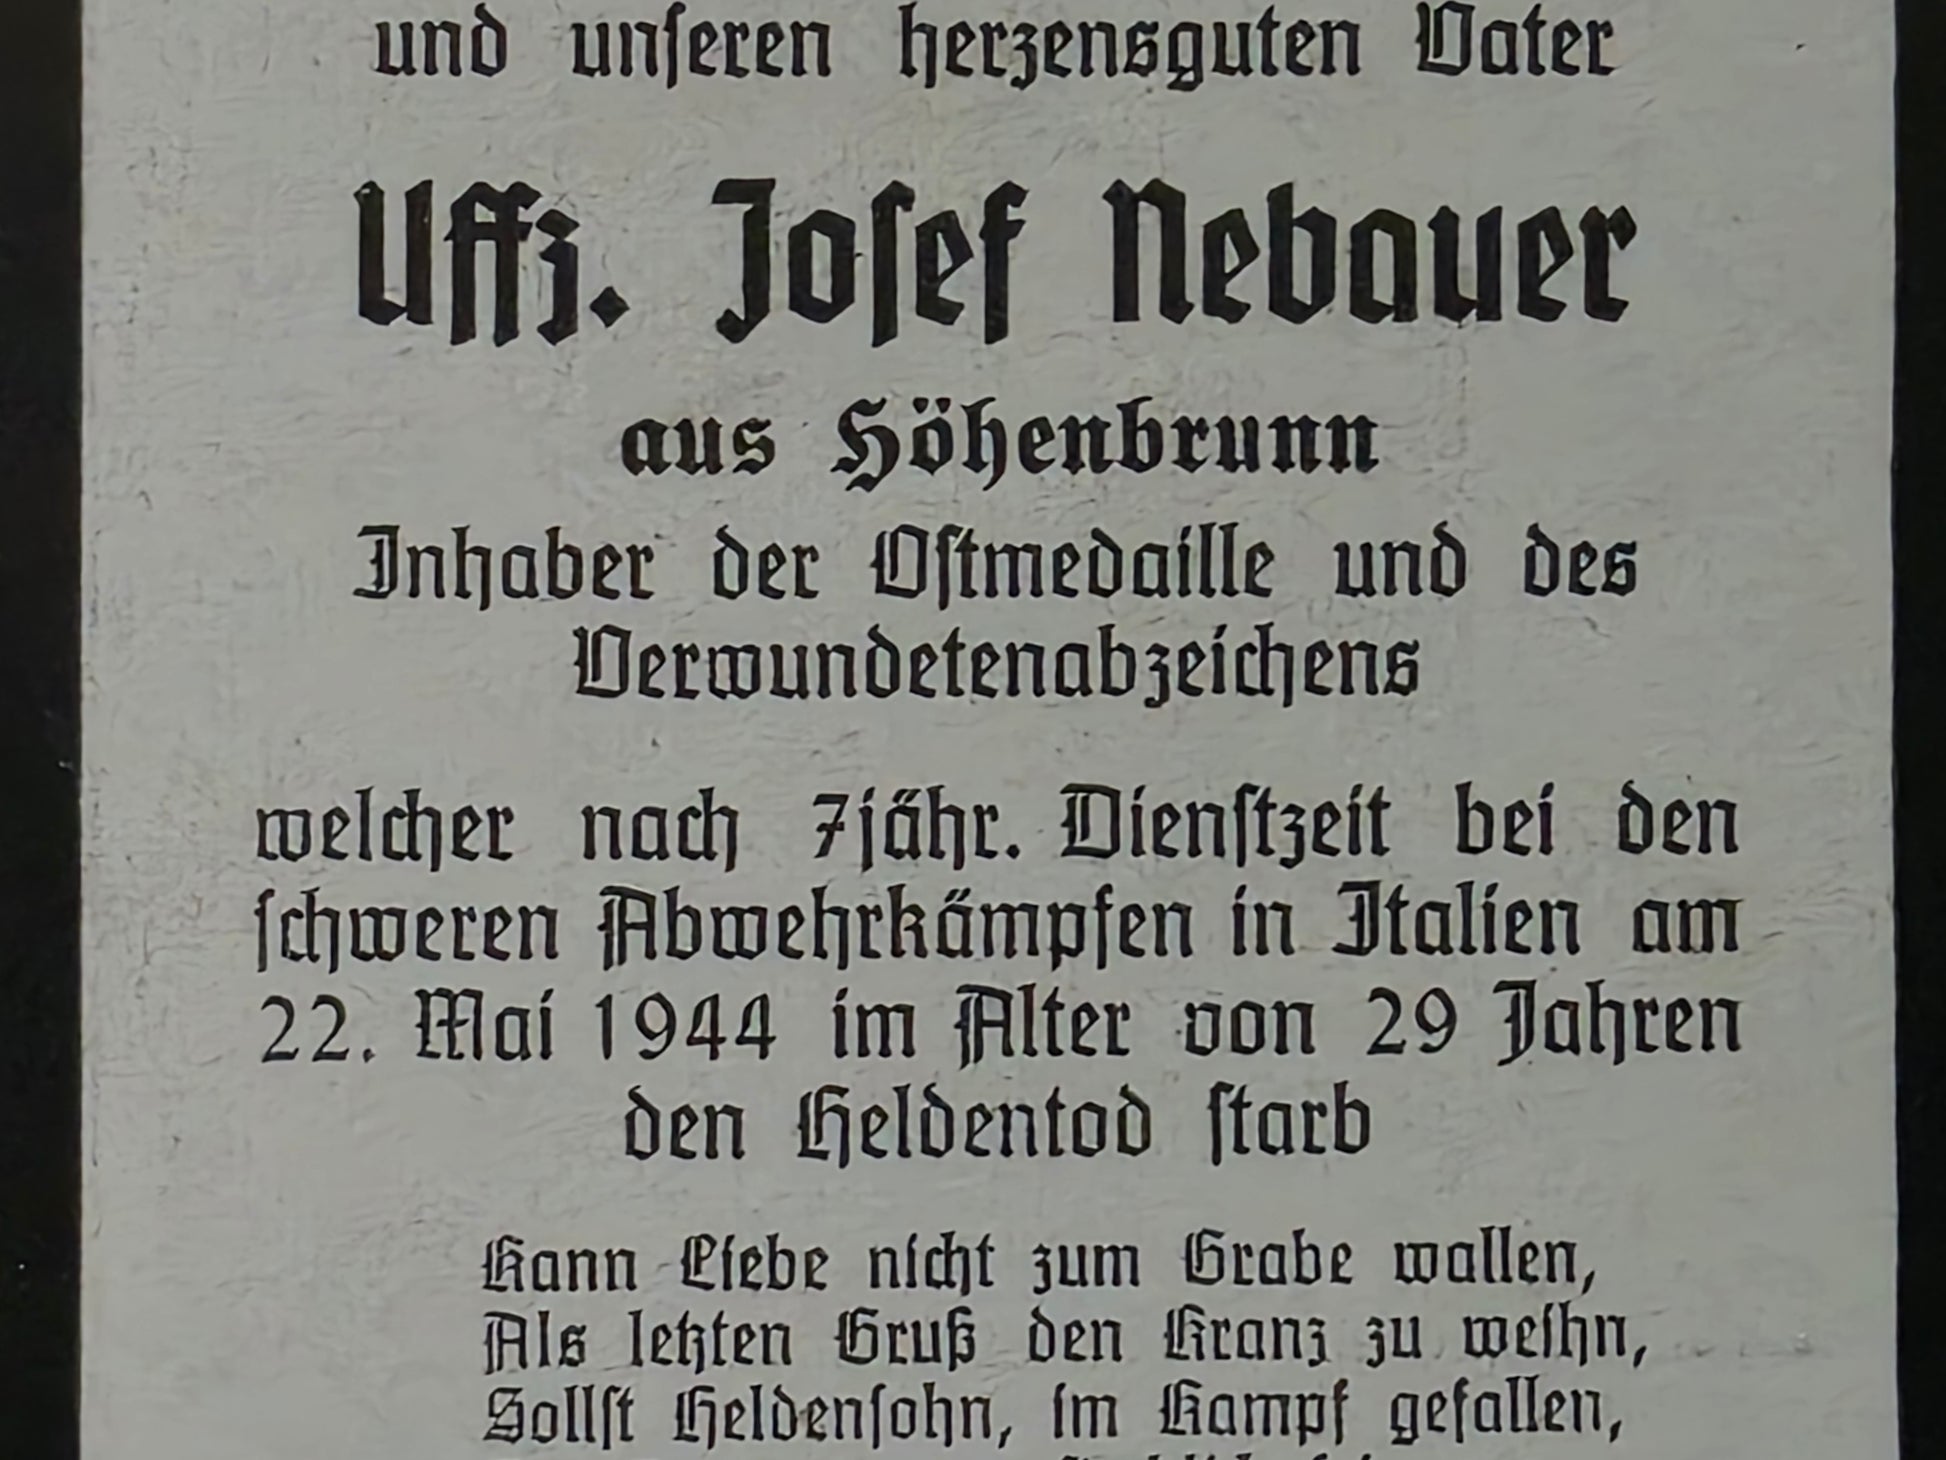 und unſeren herzensguten Vater
Uffz. Joſef Nebauer
aus Höhenbrunn
Inhaber der Oſtmedaille und des
Verwundetenabzeichens
welcher nach 7jähr. Dienſtzeit bei den
ſchweren Abwehrkämpfen in Italien am
22. Mai 1944 im Alter von 29 Jahren
den Heldentod ſtarb
Kann Liebe nicht zum Grabe wallen,
Als letzten Gruß den Kranz zu weihn,
Sollſt Heldenſohn, im Kampf gefallen,